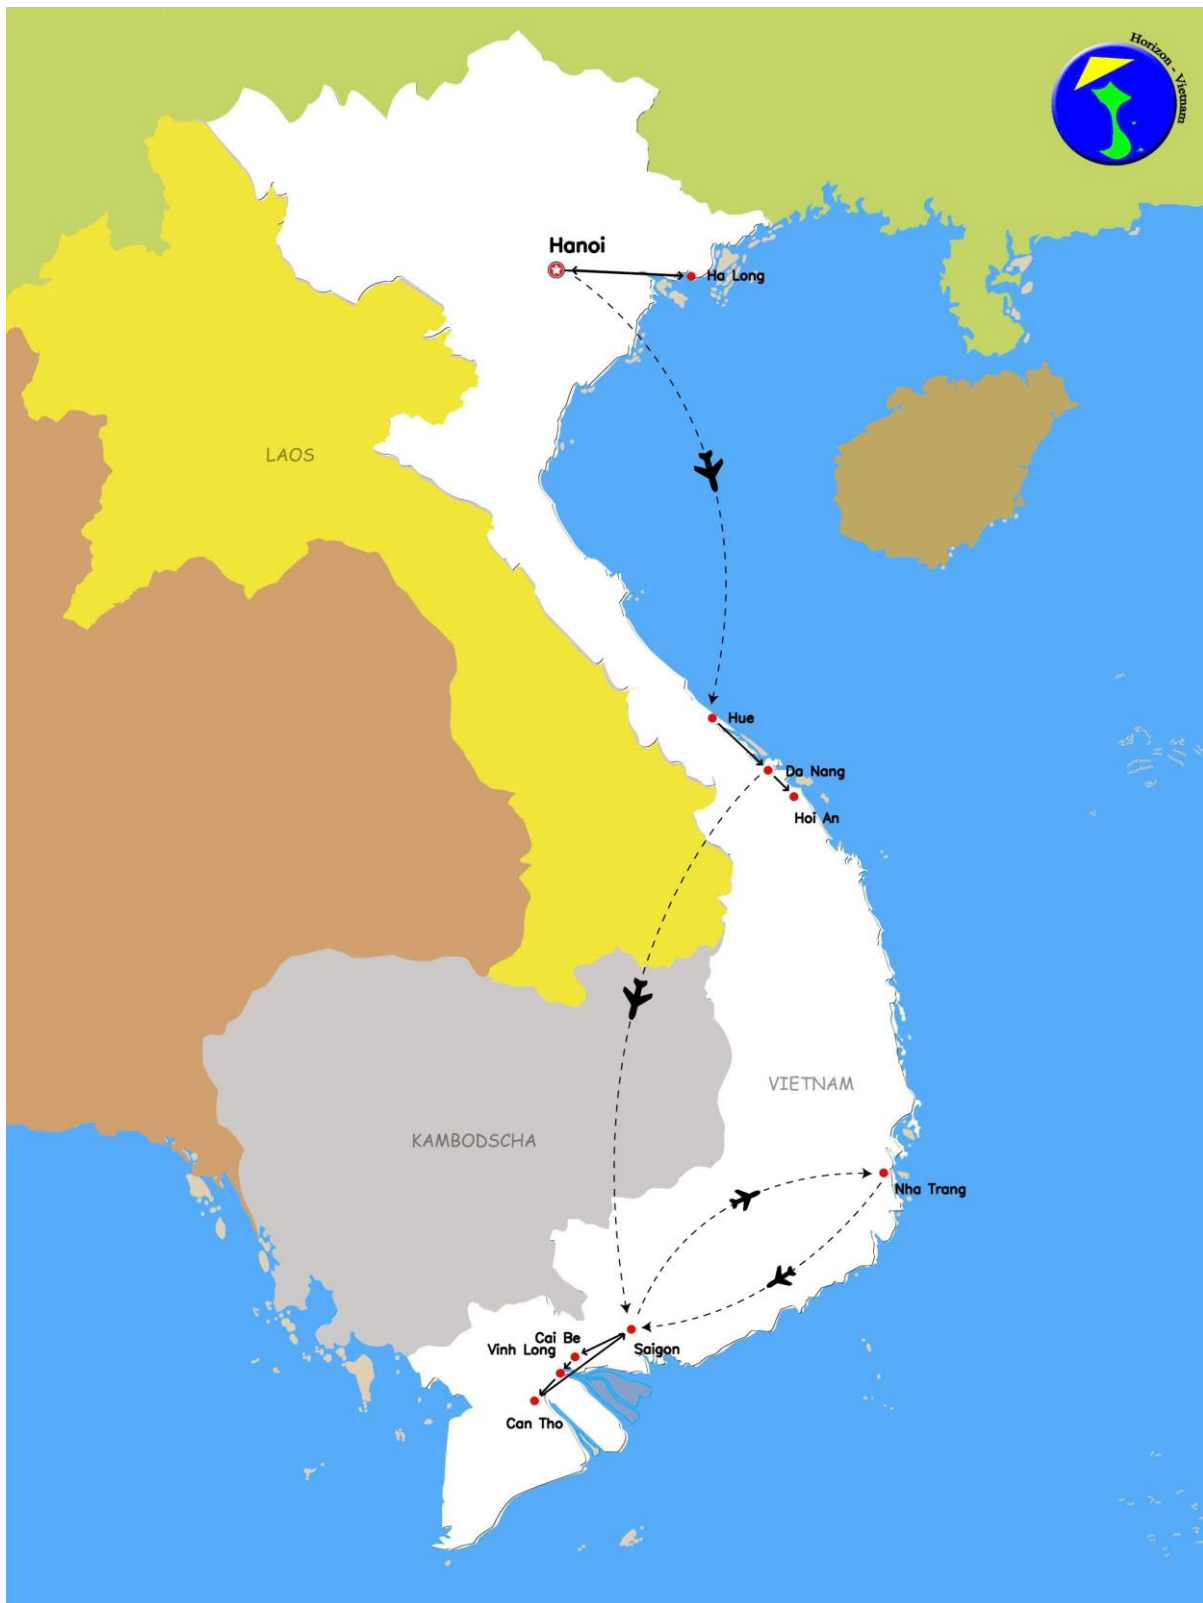 Horizon - Vietnam
Hanoi
Ha Long
LAOS
Hue
Da Nang
Hoi An
VIETNAM
KAMBODSCHA
Nha Trang
Cai Be
Vinh Long
Saigon
Can Tho